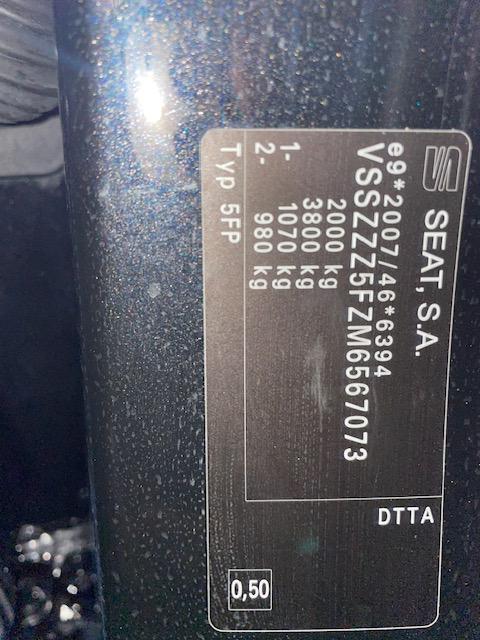 SEAT, S.A.
e9*2007/46*6394
VSSZZZ5FZM6567073
2000 kg
3800 kg
1- 1070 kg
2- 980 kg
Typ 5FP
DTTA
0,50